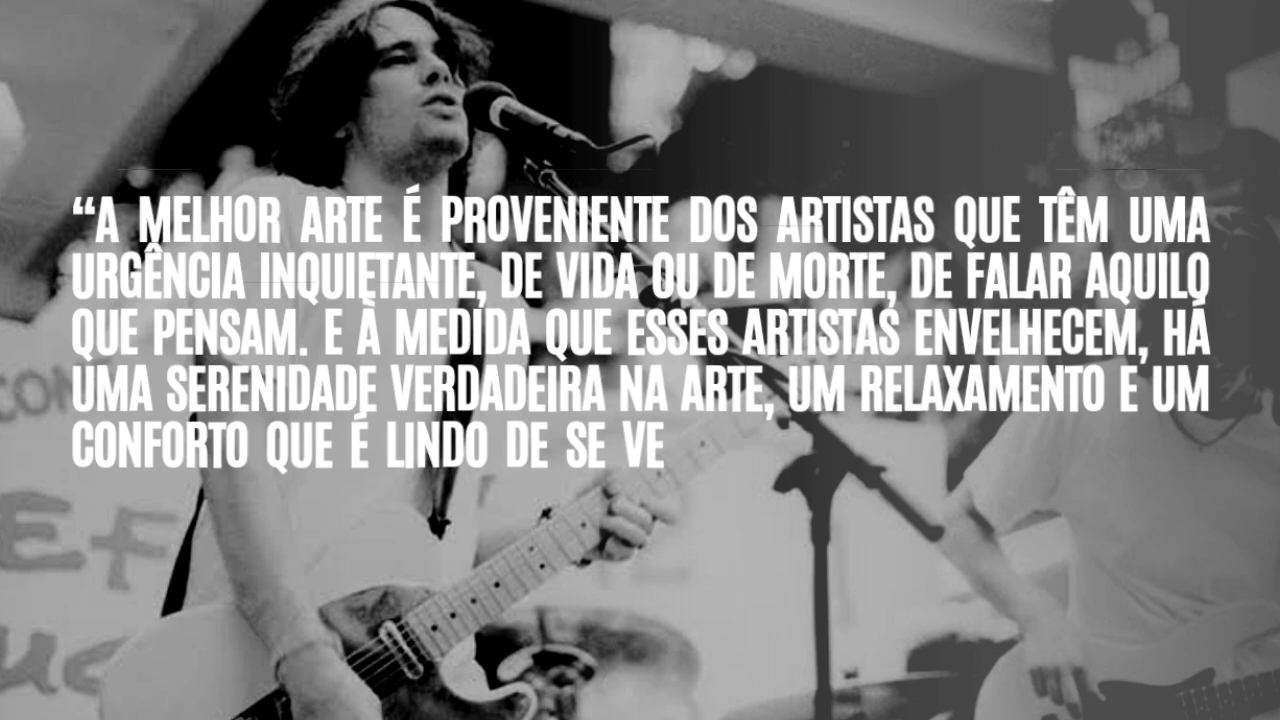 “A MELHOR ARTE É PROVENIENTE DOS ARTISTAS QUE TÊM UMA
URGÊNCIA INQUIETANTE, DE VIDA OU DE MORTE, DE FALAR AQUILO
QUE PENSAM. E À MEDIDA QUE ESSES ARTISTAS ENVELHECEM, HÁ
UMA SERENIDADE VERDADEIRA NA ARTE, UM RELAXAMENTO E UM
CONFORTO QUE É LINDO DE SE VE